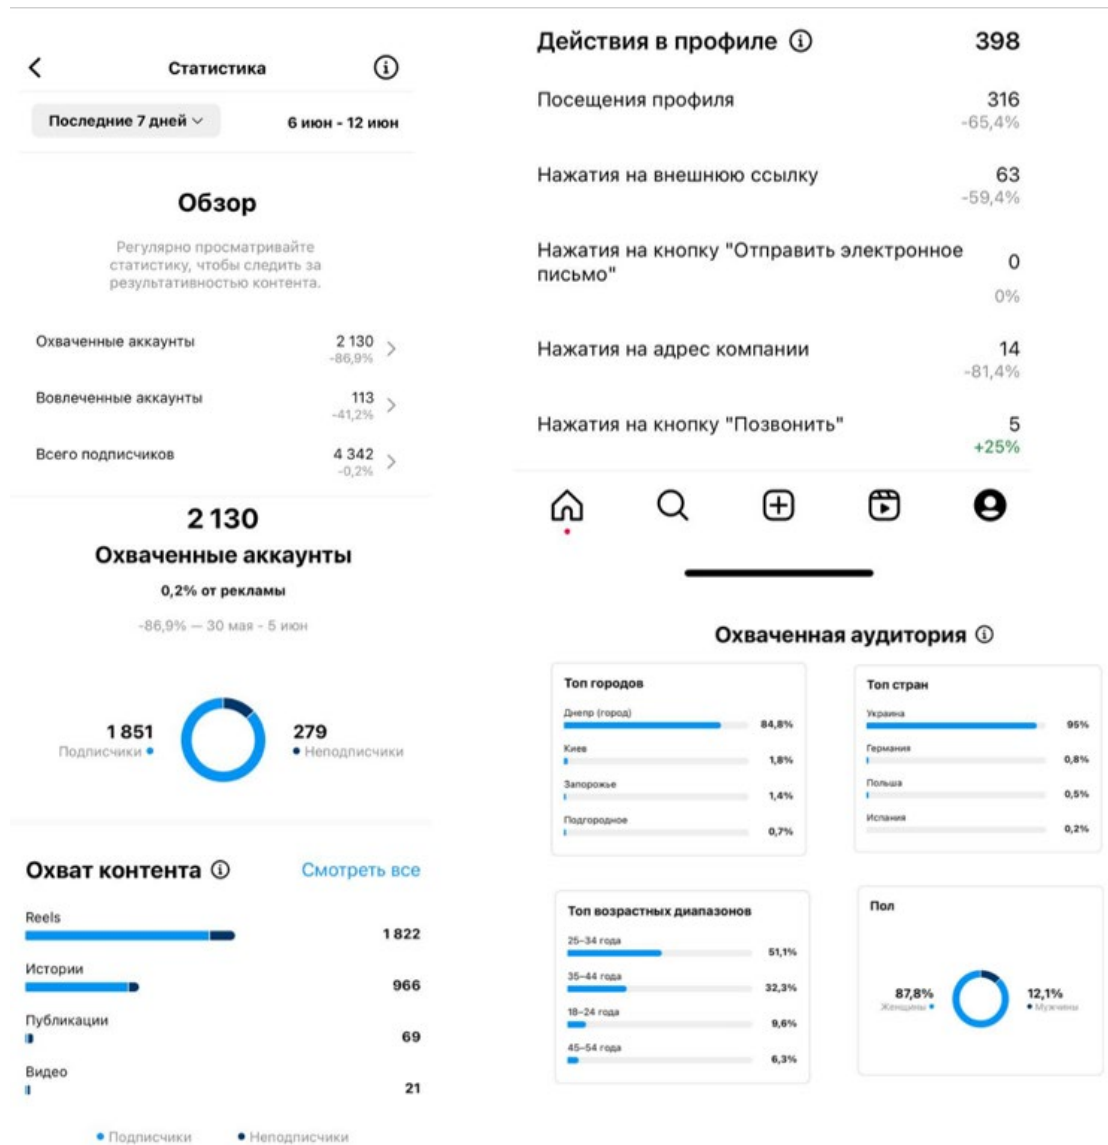 Статистика
Последние 7 дней
6 июн - 12 июн
Обзор
Регулярно просматривайте
статистику, чтобы следить за
результативностью контента.
Охваченные аккаунты
2 130
-86,9%
Вовлеченные аккаунты
113
-41,2%
Всего подписчиков
4 342
-0,2%
2 130
Охваченные аккаунты
0,2% от рекламы
-86,9% — 30 мая - 5 июн
1 851
Подписчики
279
Неподписчики
Охват контента
Смотреть все
Reels
1 822
Истории
966
Публикации
69
Видео
21
Подписчики
Неподписчики
Действия в профиле
398
Посещения профиля
316
-65,4%
Нажатия на внешнюю ссылку
63
-59,4%
Нажатия на кнопку "Отправить электронное
письмо"
0
0%
Нажатия на адрес компании
14
-81,4%
Нажатия на кнопку "Позвонить"
5
+25%
Охваченная аудитория
Топ городов
Днепр (город)
84,8%
Киев
1,8%
Запорожье
1,4%
Подгородное
0,7%
Топ стран
Украина
95%
Германия
0,8%
Польша
0,5%
Испания
0,2%
Топ возрастных диапазонов
25–34 года
51,1%
35–44 года
32,3%
18–24 года
9,6%
45–54 года
6,3%
Пол
87,8%
Женщины
12,1%
Мужчины